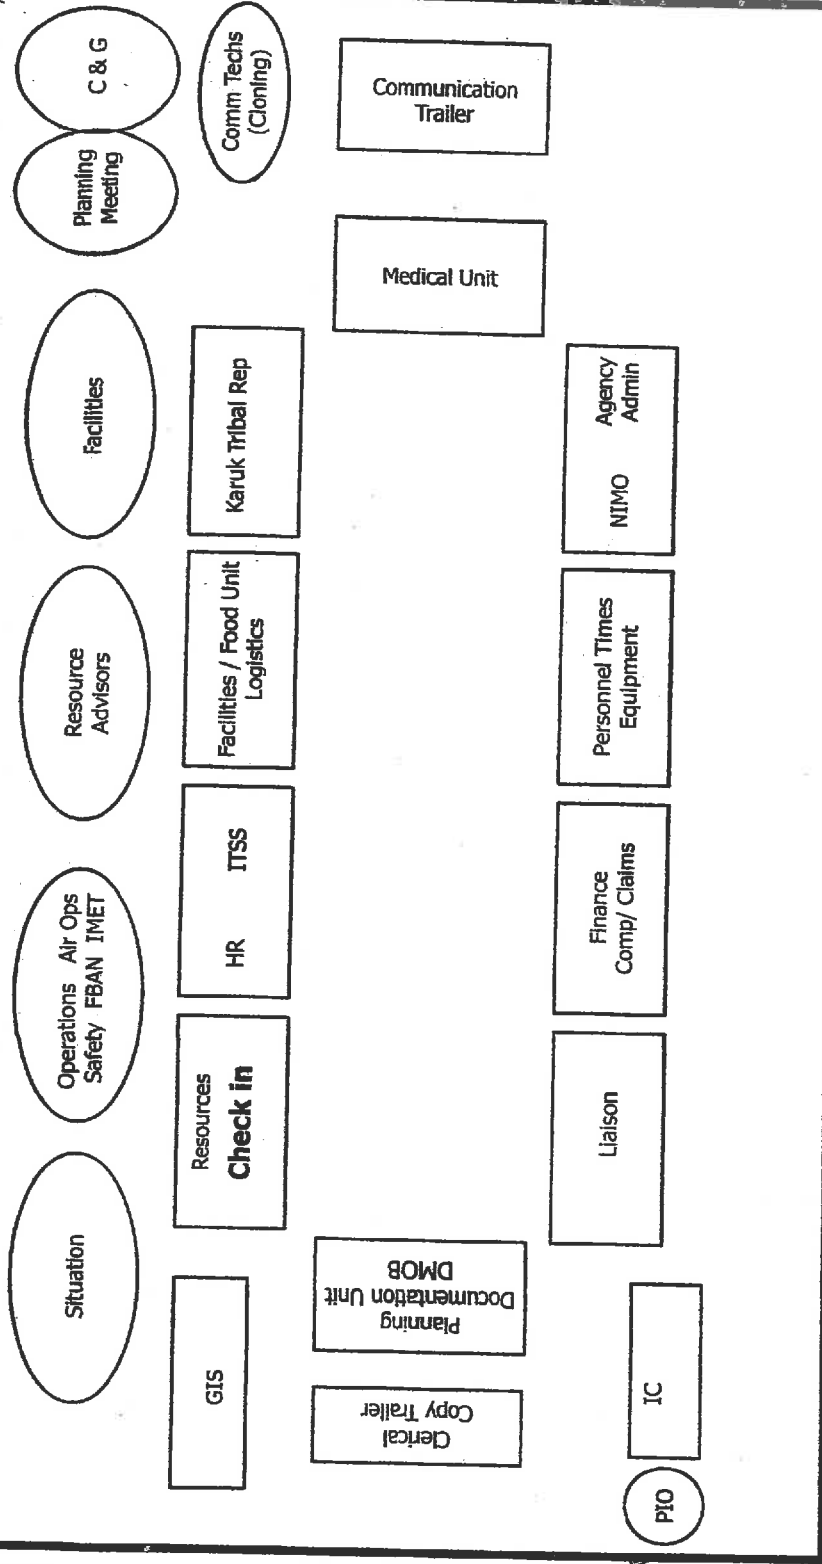 C & G
Planning
Meeting
Comm Techs
(Cloning)
Communication
Trailer
Medical Unit
Facilities
Karuk Tribal Rep
Agency
Admin
NIMO
Resource
Advisors
Facilities / Food Unit
Logistics
Personnel Times
Equipment
Operations Air Ops
Safety FBAN IMET
HR ITSS
Finance
Comp/ Claims
Resources
Check in
Liaison
Situation
GIS
Planning
Documentation Unit
DMOB
Clerical
Copy Trailer
IC
PIO